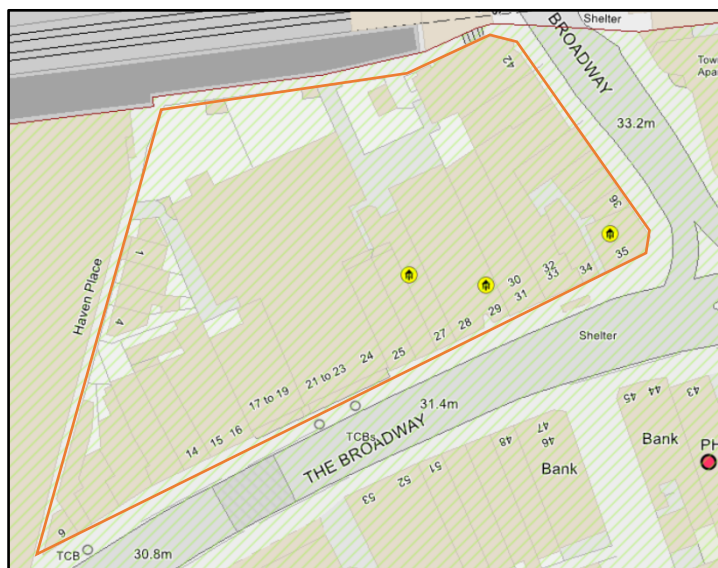 Shelter
BROADWAY
Town
Apa
42
33.2m
36
35
34
33
32
31
30
29
28
27
25
24
21 to 23
17 to 19
16
15
14
1
4
Haven Place
9
TCB
30.8m
THE BROADWAY
TCBs
31.4m
Shelter
53
52
51
48
47
46
Bank
45
44
43
Bank
PH